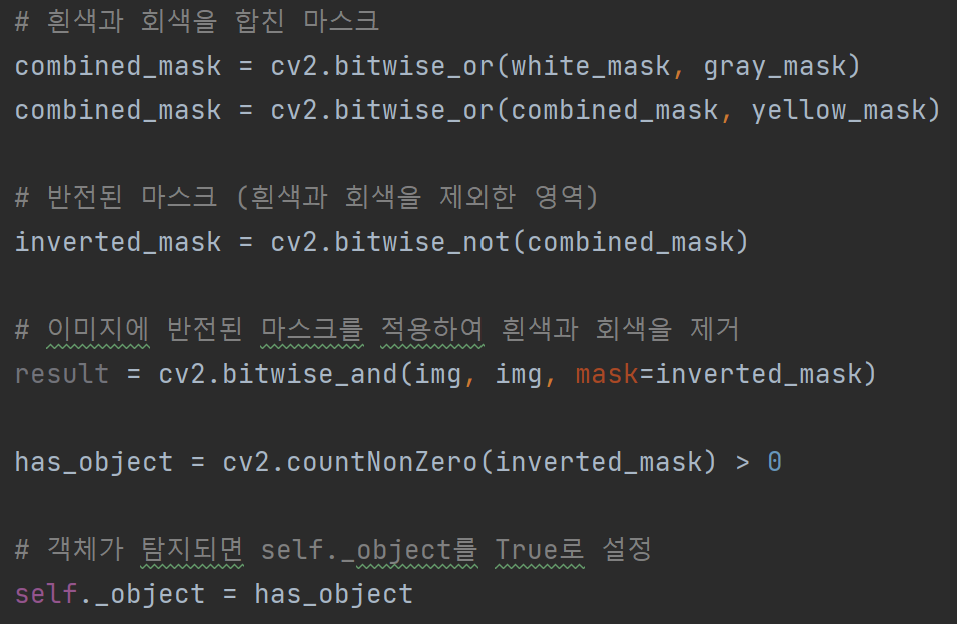 # 흰색과 회색을 합친 마스크
combined_mask = cv2.bitwise_or(white_mask, gray_mask)
combined_mask = cv2.bitwise_or(combined_mask, yellow_mask)
# 반전된 마스크 (흰색과 회색을 제외한 영역)
inverted_mask = cv2.bitwise_not(combined_mask)
# 이미지에 반전된 마스크를 적용하여 흰색과 회색을 제거
result = cv2.bitwise_and(img, img, mask=inverted_mask)
has_object = cv2.countNonZero(inverted_mask) > 0
# 객체가 탐지되면 self._object를 True로 설정
self._object = has_object